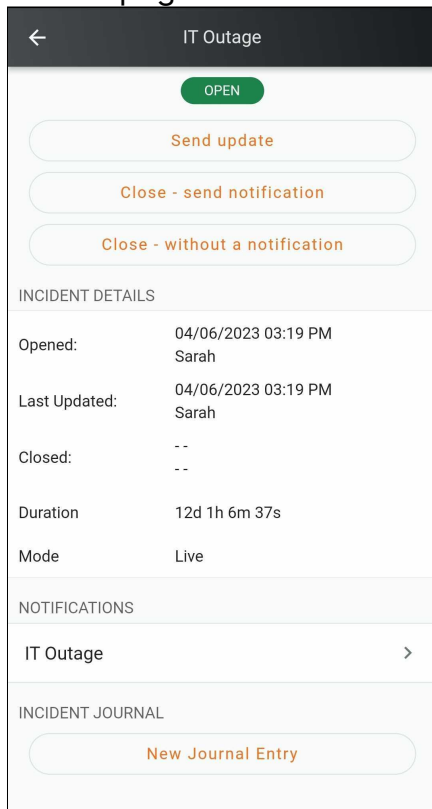 IT Outage
OPEN
Send update
Close - send notification
Close - without a notification
INCIDENT DETAILS
Opened:
04/06/2023 03:19 PM
Sarah
Last Updated:
04/06/2023 03:19 PM
Sarah
Closed:
--
--
Duration
12d 1h 6m 37s
Mode
Live
NOTIFICATIONS
IT Outage
INCIDENT JOURNAL
New Journal Entry